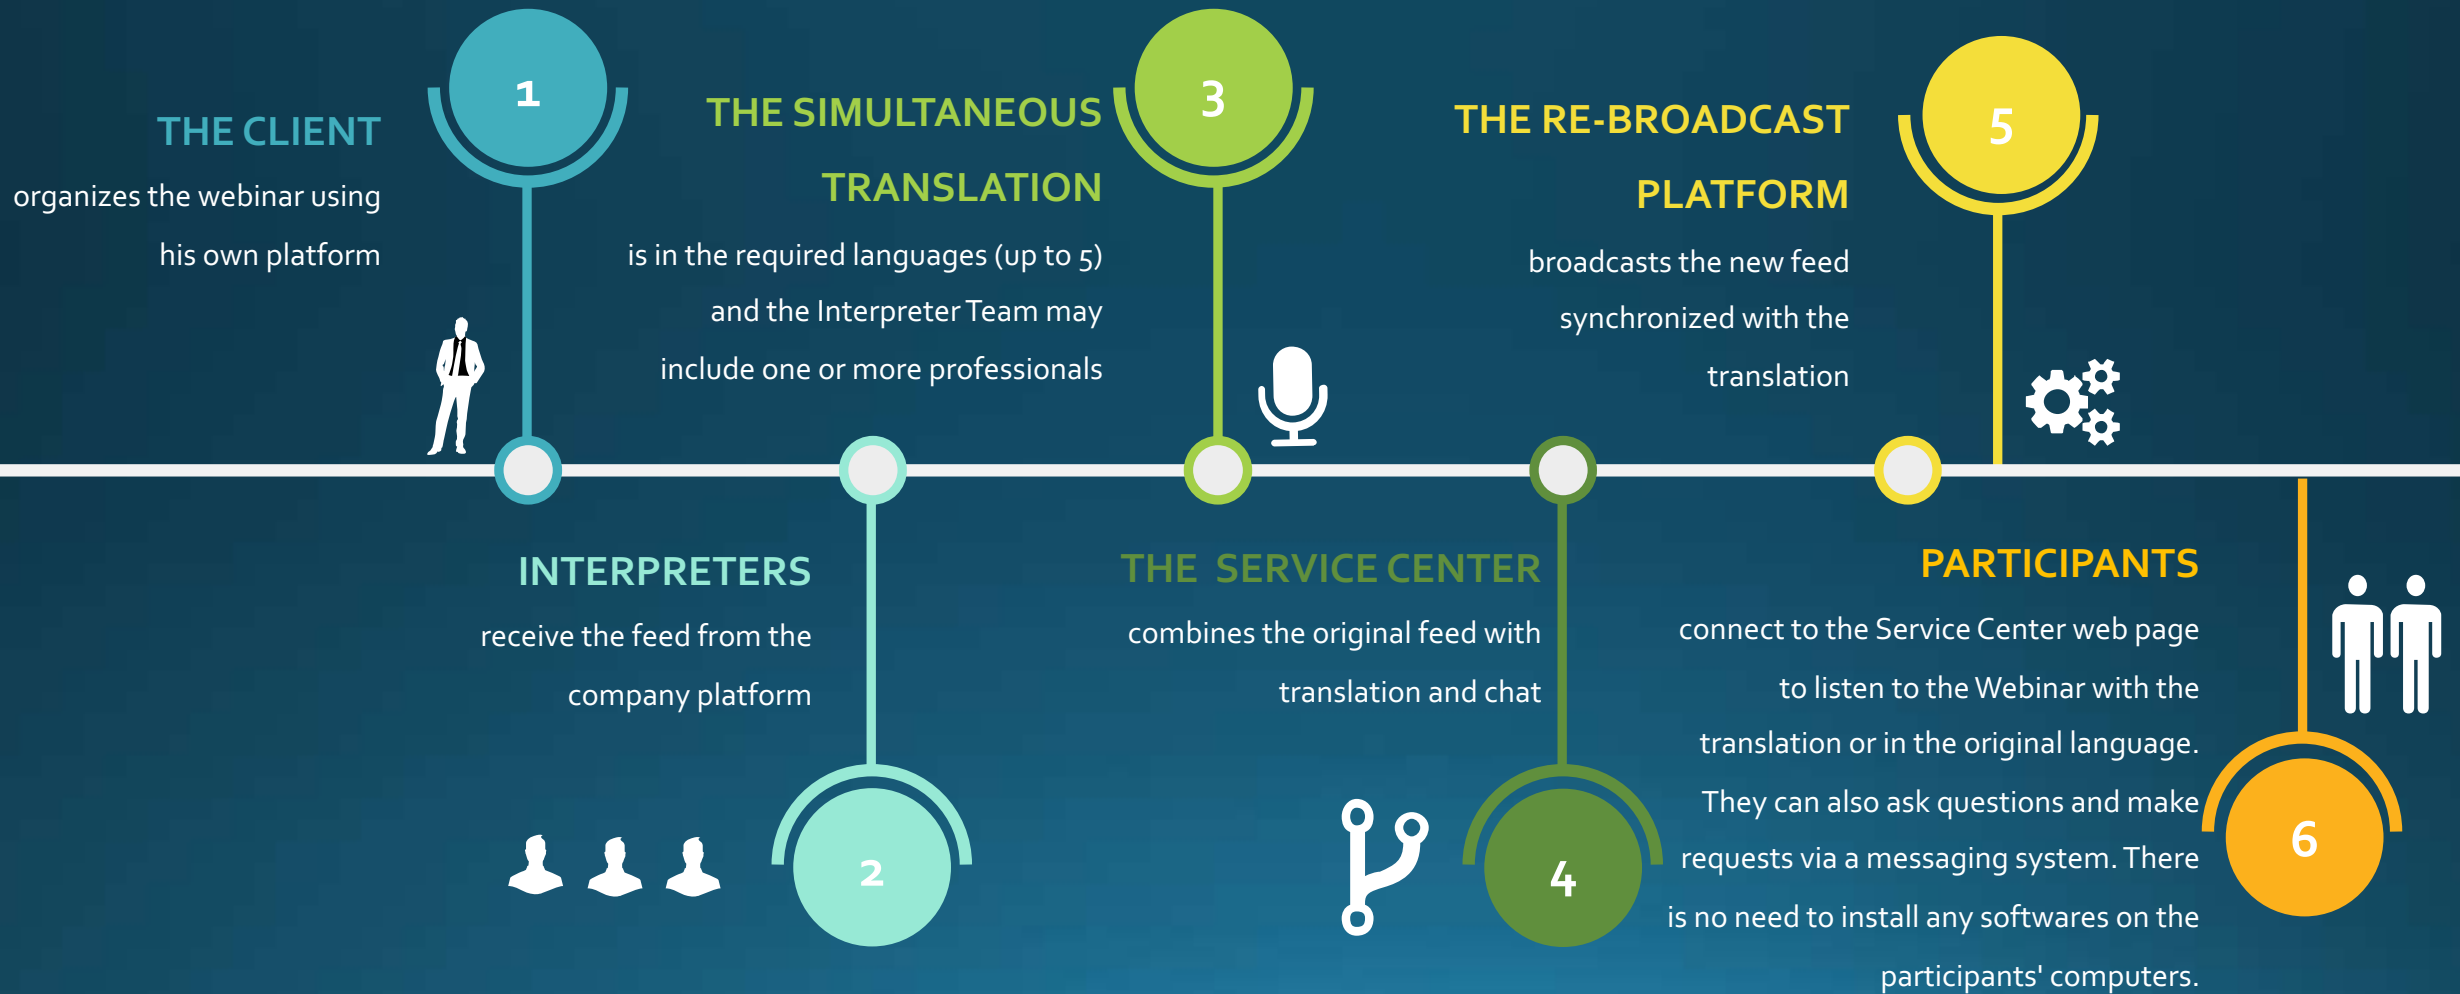 1
THE CLIENT
organizes the webinar using
his own platform
2
INTERPRETERS
receive the feed from the
company platform
3
THE SIMULTANEOUS
TRANSLATION
is in the required languages (up to 5)
and the Interpreter Team may
include one or more professionals
4
THE SERVICE CENTER
combines the original feed with
translation and chat
5
THE RE-BROADCAST
PLATFORM
broadcasts the new feed
synchronized with the
translation
6
PARTICIPANTS
connect to the Service Center web page
to listen to the Webinar with the
translation or in the original language.
They can also ask questions and make
requests via a messaging system. There
is no need to install any softwares on the
participants' computers.